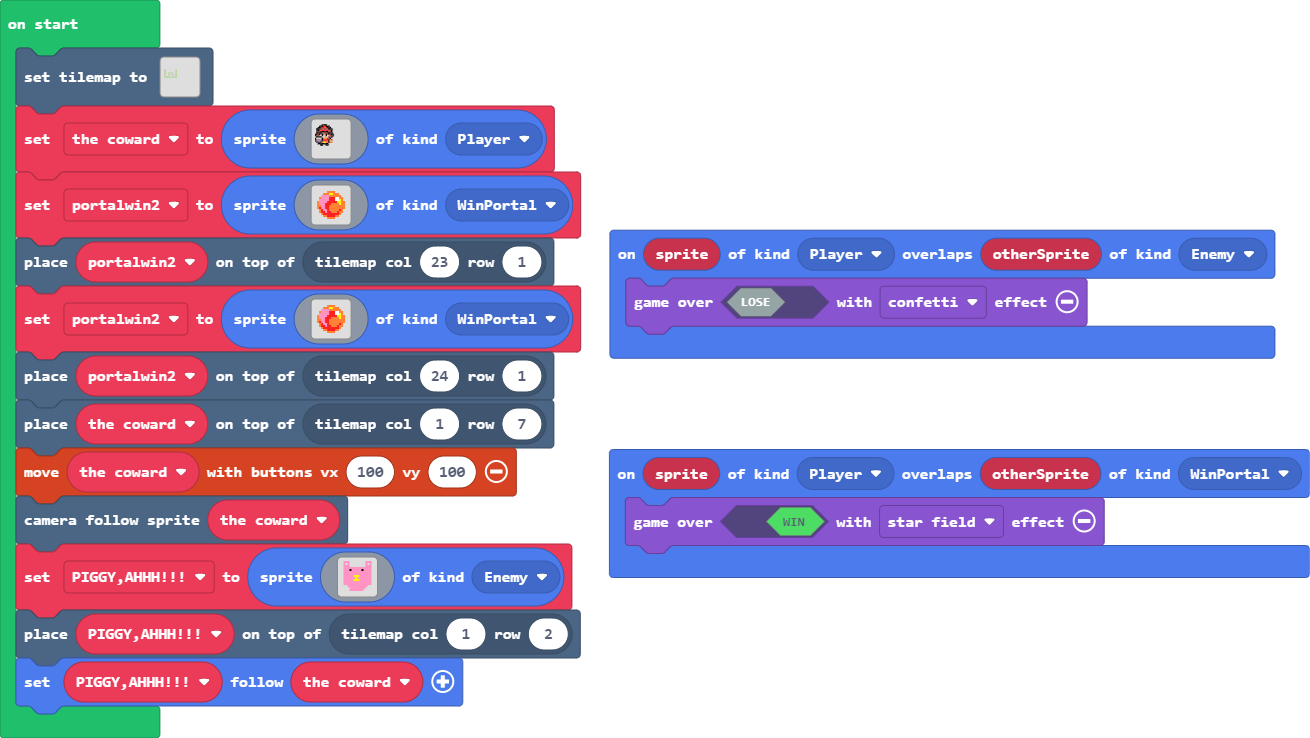 on start
set tilemap to
set the coward to sprite of kind Player
set portalwin2 to sprite of kind WinPortal
place portalwin2 on top of tilemap col 23 row 1
set portalwin2 to sprite of kind WinPortal
place portalwin2 on top of tilemap col 24 row 1
place the coward on top of tilemap col 1 row 7
move the coward with buttons vx 100 vy 100
camera follow sprite the coward
set PIGGY,AHHH!!! to sprite of kind Enemy
place PIGGY,AHHH!!! on top of tilemap col 1 row 2
set PIGGY,AHHH!!! follow the coward
on sprite of kind Player overlaps otherSprite of kind Enemy
game over LOSE with confetti effect
on sprite of kind Player overlaps otherSprite of kind WinPortal
game over WIN with star field effect